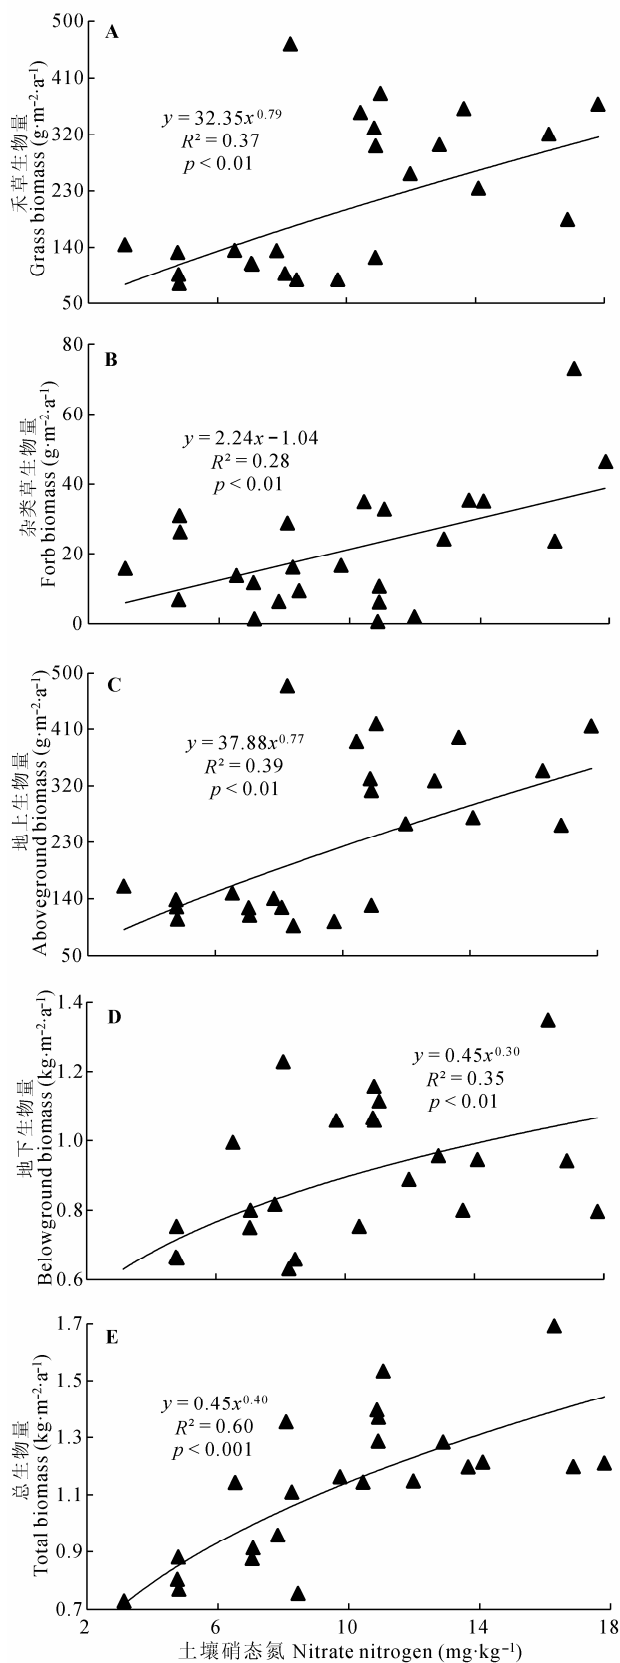 500
A
410
320
230
140
50
禾草生物量
Grass biomass (g·m⁻²·a⁻¹)
y = 32.35x^0.79
R² = 0.37
p < 0.01
80
B
60
40
20
0
杂类草生物量
Forb biomass (g·m⁻²·a⁻¹)
y = 2.24x − 1.04
R² = 0.28
p < 0.01
500
C
410
320
230
140
50
地上生物量
Aboveground biomass (g·m⁻²·a⁻¹)
y = 37.88x^0.77
R² = 0.39
p < 0.01
1.4
D
1.2
1.0
0.8
0.6
地下生物量
Belowground biomass (kg·m⁻²·a⁻¹)
y = 0.45x^0.30
R² = 0.35
p < 0.01
1.7
E
1.5
1.3
1.1
0.9
0.7
总生物量
Total biomass (kg·m⁻²·a⁻¹)
y = 0.45x^0.40
R² = 0.60
p < 0.001
2 6 10 14 18
土壤硝态氮 Nitrate nitrogen (mg·kg⁻¹)